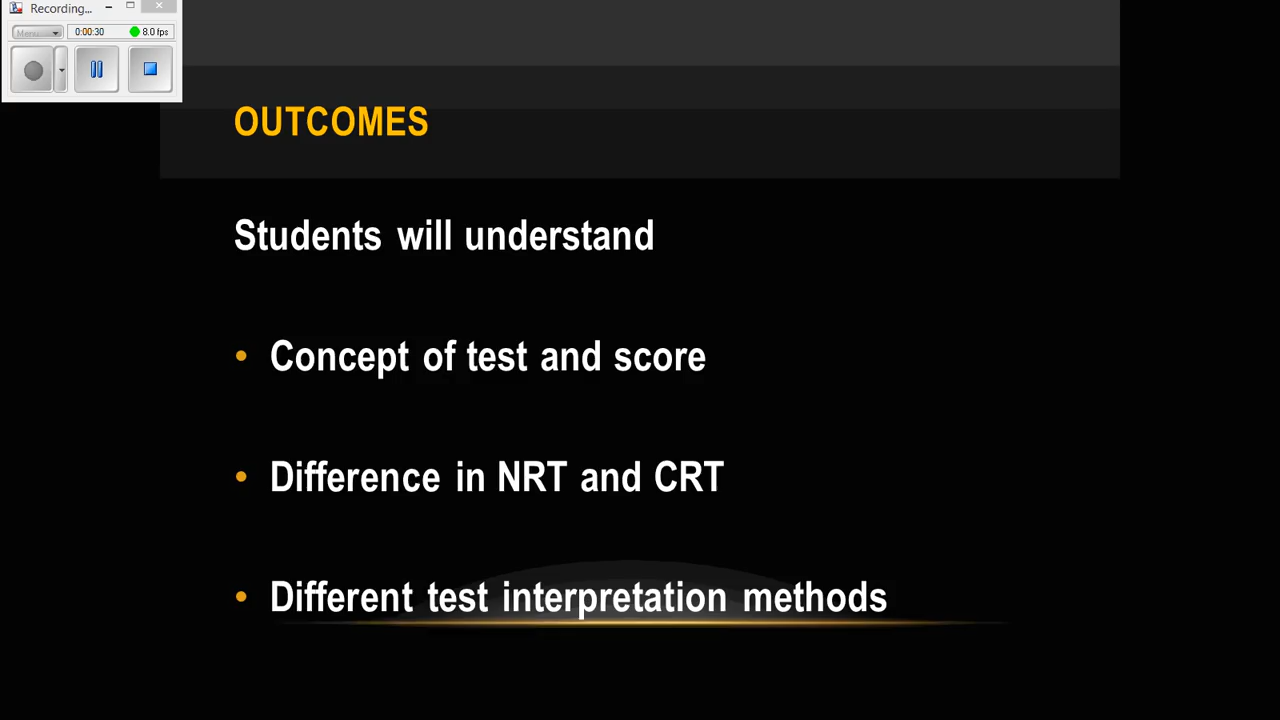 Recording...
Menu
0:00:30
8.0 fps
OUTCOMES
Students will understand
• Concept of test and score
• Difference in NRT and CRT
• Different test interpretation methods